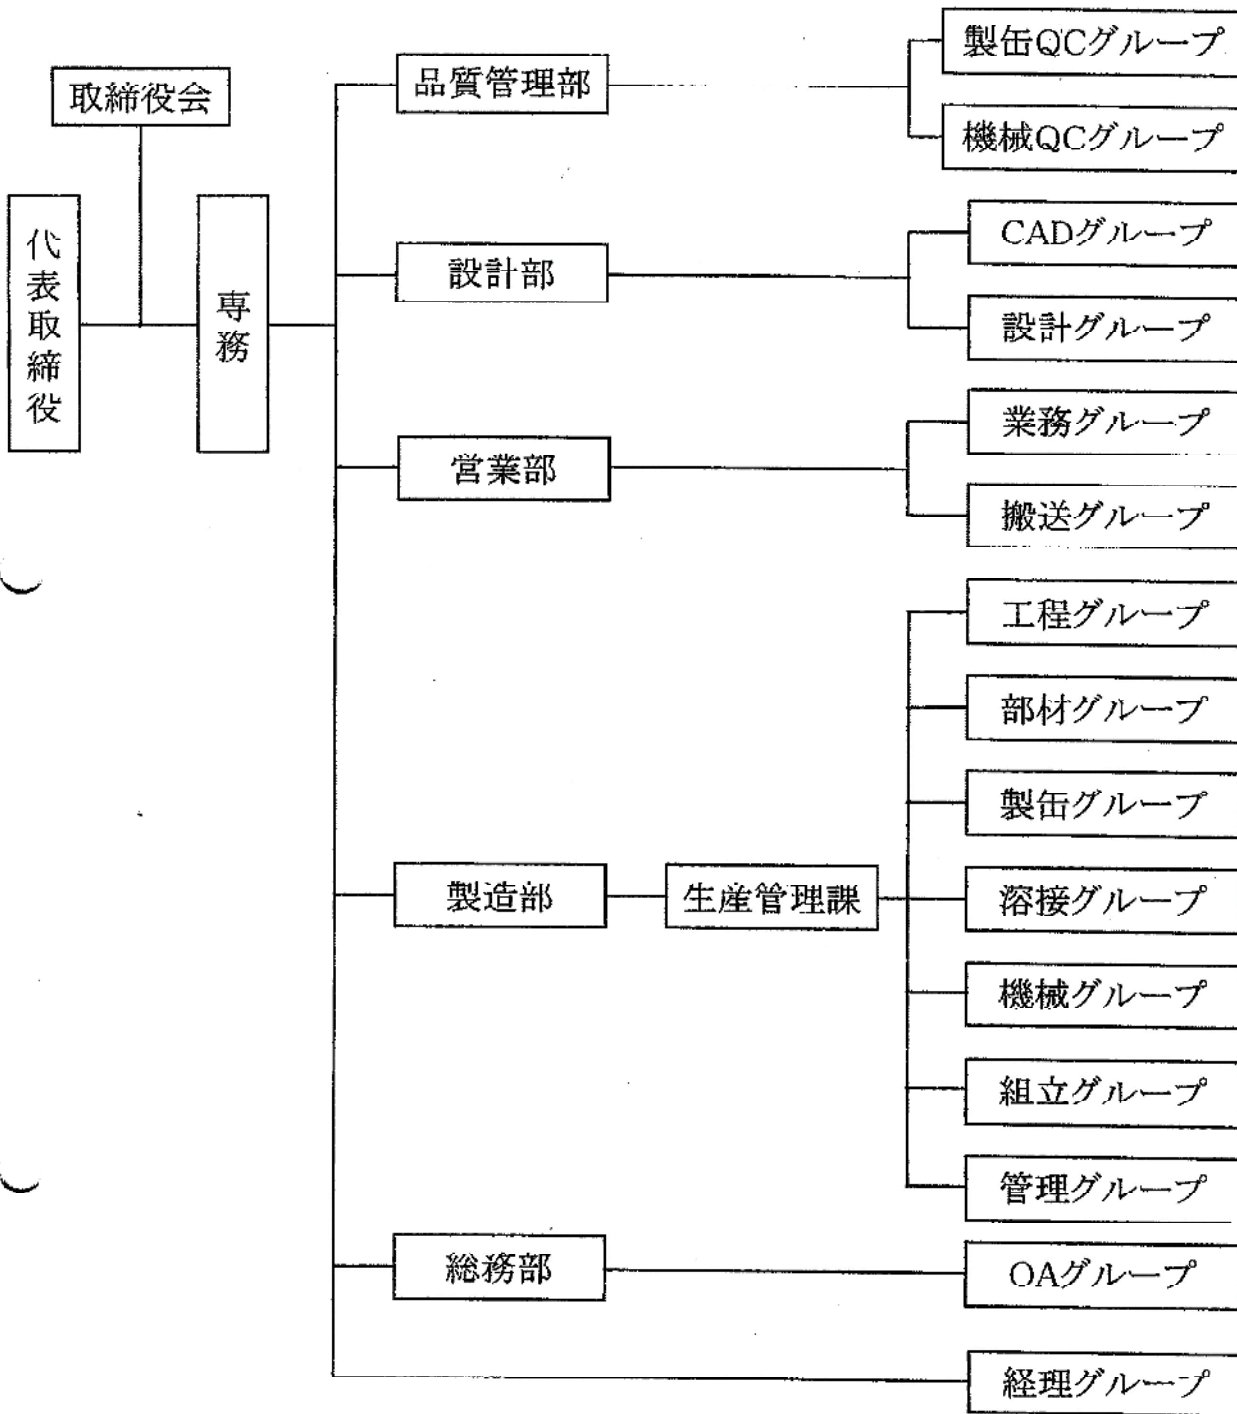 取締役会
代表取締役
専務
品質管理部
製缶QCグループ
機械QCグループ
設計部
CADグループ
設計グループ
営業部
業務グループ
搬送グループ
製造部
生産管理課
工程グループ
部材グループ
製缶グループ
溶接グループ
機械グループ
組立グループ
管理グループ
総務部
OAグループ
経理グループ